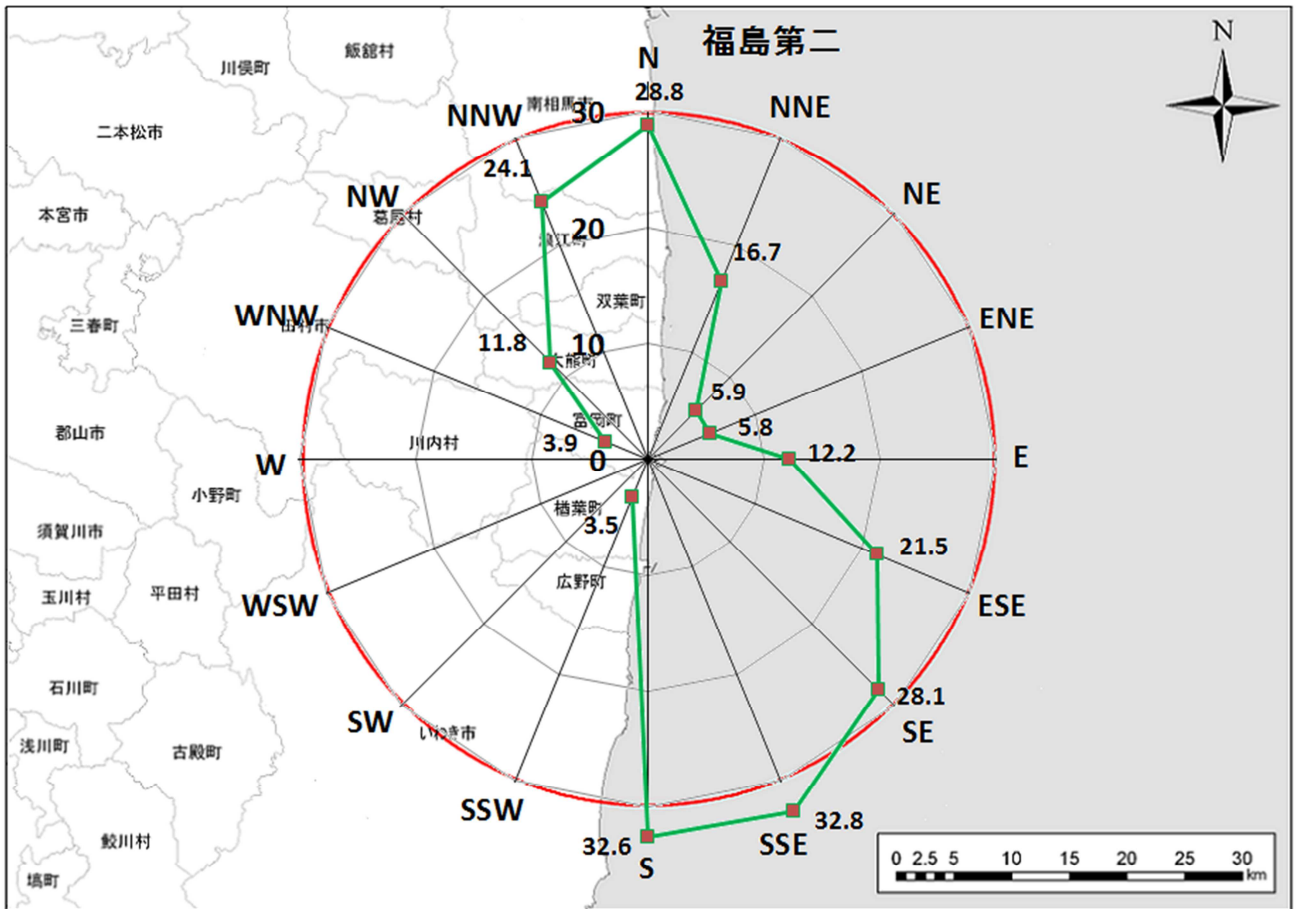 福島第二
N
N
28.8
飯舘村
川俣町
南相馬市
30
NNE
NNW
二本松市
24.1
NW
NE
本宮市
葛尾村
20
浪江町
16.7
双葉町
WNW
田村市
ENE
三春町
11.8
10
大熊町
5.9
富岡町
5.8
3.9
郡山市
川内村
W
0
12.2
E
小野町
楢葉町
3.5
須賀川市
21.5
広野町
玉川村
平田村
WSW
ESE
石川町
28.1
SW
SE
いわき市
浅川町
古殿町
SSW
32.8
鮫川村
32.6
SSE
S
塙町
0 2.5 5 10 15 20 25 30
km